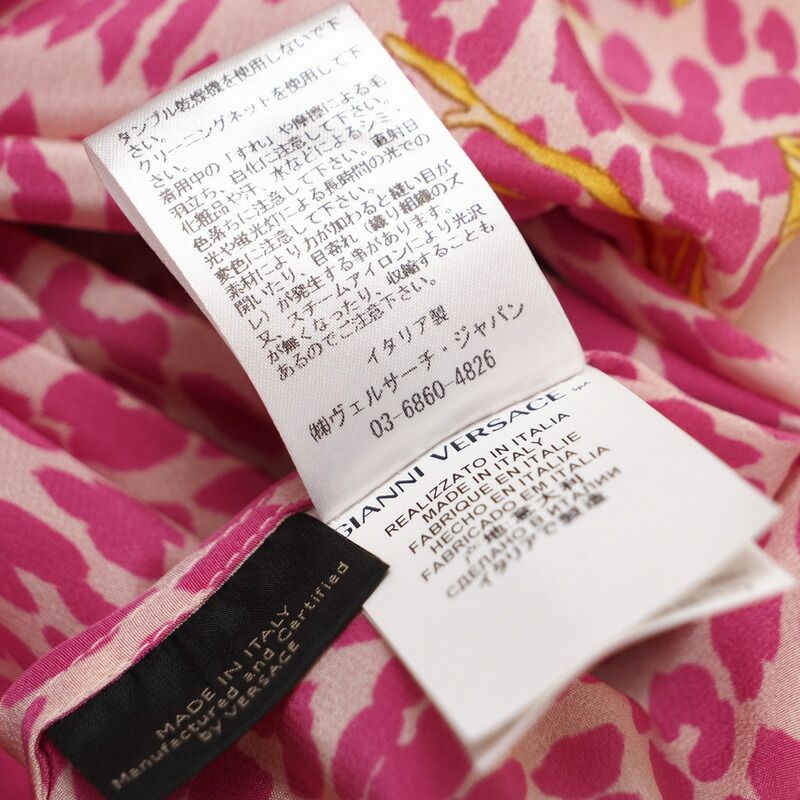 タンブル乾燥機を使用しないで下
さい。
クリーニングネットを使用して下
さい。
着用中の「すれ」や摩擦による毛
羽立ち、白化に注意して下さい。
化粧品や汗、水などによるシミ、
色落ちに注意して下さい。直射日
光や蛍光灯による長時間の光での
変色に注意して下さい。
素材により力が加わると縫い目が
開いたり、目寄れ（織り組織のズ
レ）が発生する事があります。
又、スチームアイロンにより光沢
が無くなったり、収縮することも
あるのでご注意下さい。
イタリア製
㈱ヴェルサーチ・ジャパン
03-6860-4826
GIANNI VERSACE SpA
REALIZZATO IN ITALIA
MADE IN ITALY
FABRIQUE EN ITALIE
HECHO EN ITALIA
FABRICADO EM ITÁLIA
产地意大利
СДЕЛАНО В ИТАЛИИ
イタリアで製造
MADE IN ITALY
Manufactured and Certified
by VERSACE